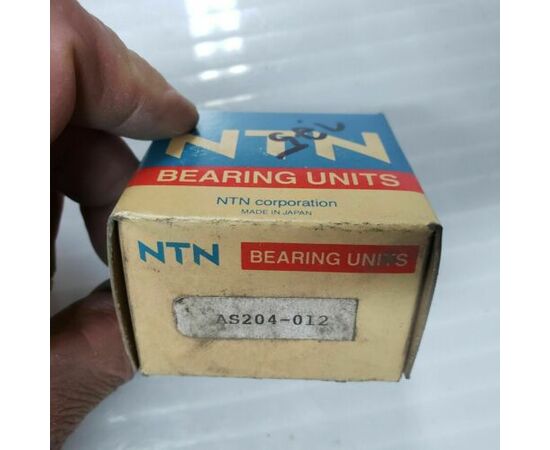 NTN
BEARING UNITS
NTN corporation
MADE IN JAPAN
NTN BEARING UNITS
AS204-012